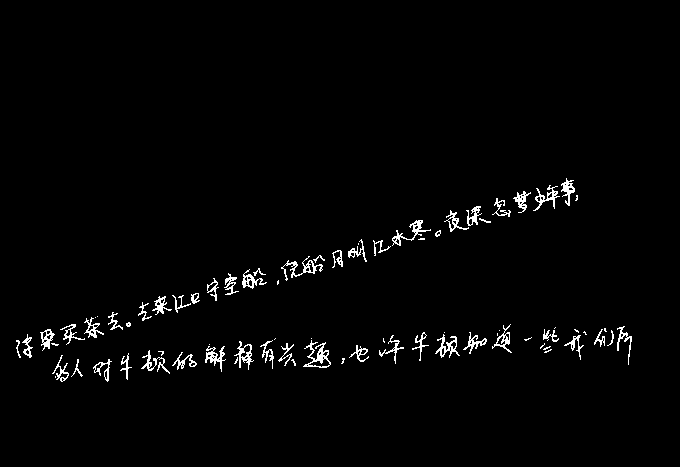 浮梁买茶去。去来江口守空船,绕船月明江水寒。夜深忽梦少年事,
的人对牛顿的解释有兴趣,也许牛顿知道一些我们所